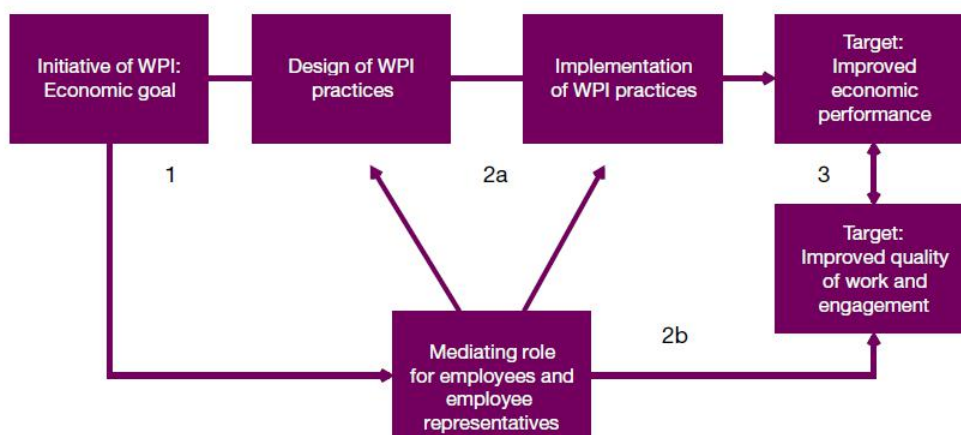 Initiative of WPI:
Economic goal
Design of WPI
practices
Implementation
of WPI practices
Target:
Improved
economic
performance
1
2a
3
Target:
Improved quality
of work and
engagement
2b
Mediating role
for employees and
employee
representatives